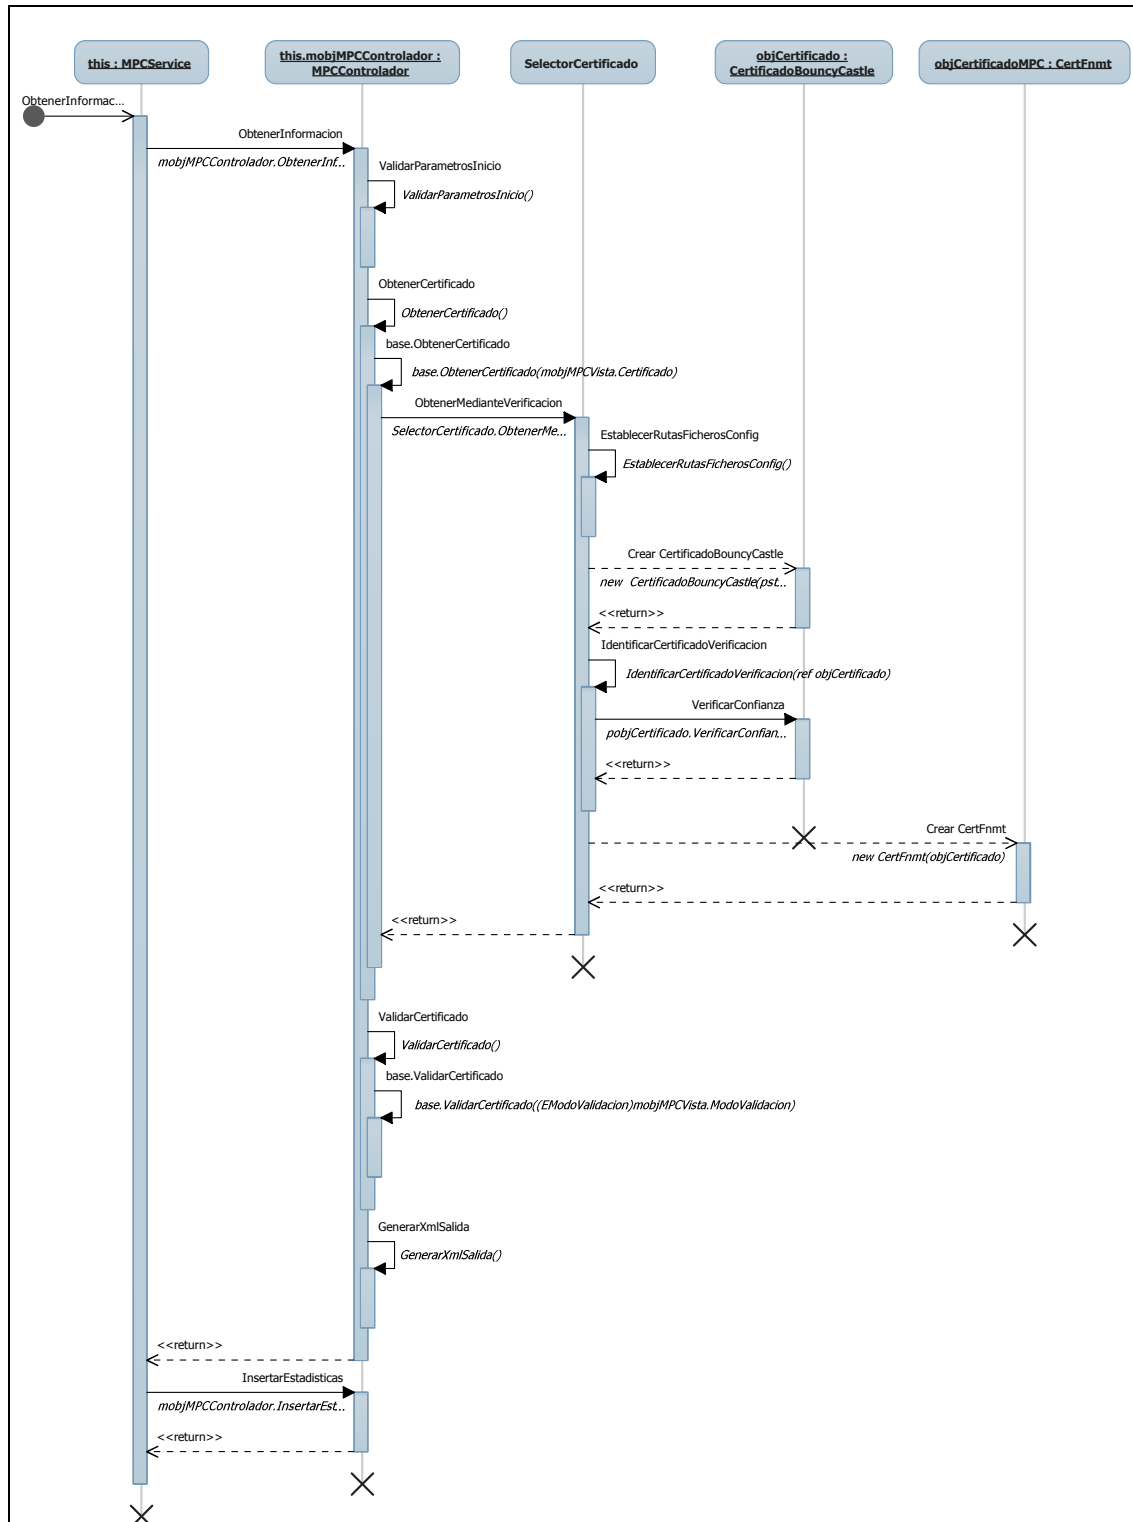 this : MPCService
this.mobjMPCControlador :
MPCControlador
SelectorCertificado
objCertificado :
CertificadoBouncyCastle
objCertificadoMPC : CertFnmt
ObtenerInformac...
ObtenerInformacion
mobjMPCControlador.ObtenerInf...
ValidarParametrosInicio
ValidarParametrosInicio()
ObtenerCertificado
ObtenerCertificado()
base.ObtenerCertificado
base.ObtenerCertificado(mobjMPCVista.Certificado)
ObtenerMedianteVerificacion
SelectorCertificado.ObtenerMe...
EstablecerRutasFicherosConfig
EstablecerRutasFicherosConfig()
Crear CertificadoBouncyCastle
new CertificadoBouncyCastle(pst...
<<return>>
IdentificarCertificadoVerificacion
IdentificarCertificadoVerificacion(ref objCertificado)
VerificarConfianza
pobjCertificado.VerificarConfian...
<<return>>
Crear CertFnmt
new CertFnmt(objCertificado)
<<return>>
<<return>>
ValidarCertificado
ValidarCertificado()
base.ValidarCertificado
base.ValidarCertificado((EModoValidacion)mobjMPCVista.ModoValidacion)
GenerarXmlSalida
GenerarXmlSalida()
<<return>>
InsertarEstadisticas
mobjMPCControlador.InsertarEst...
<<return>>